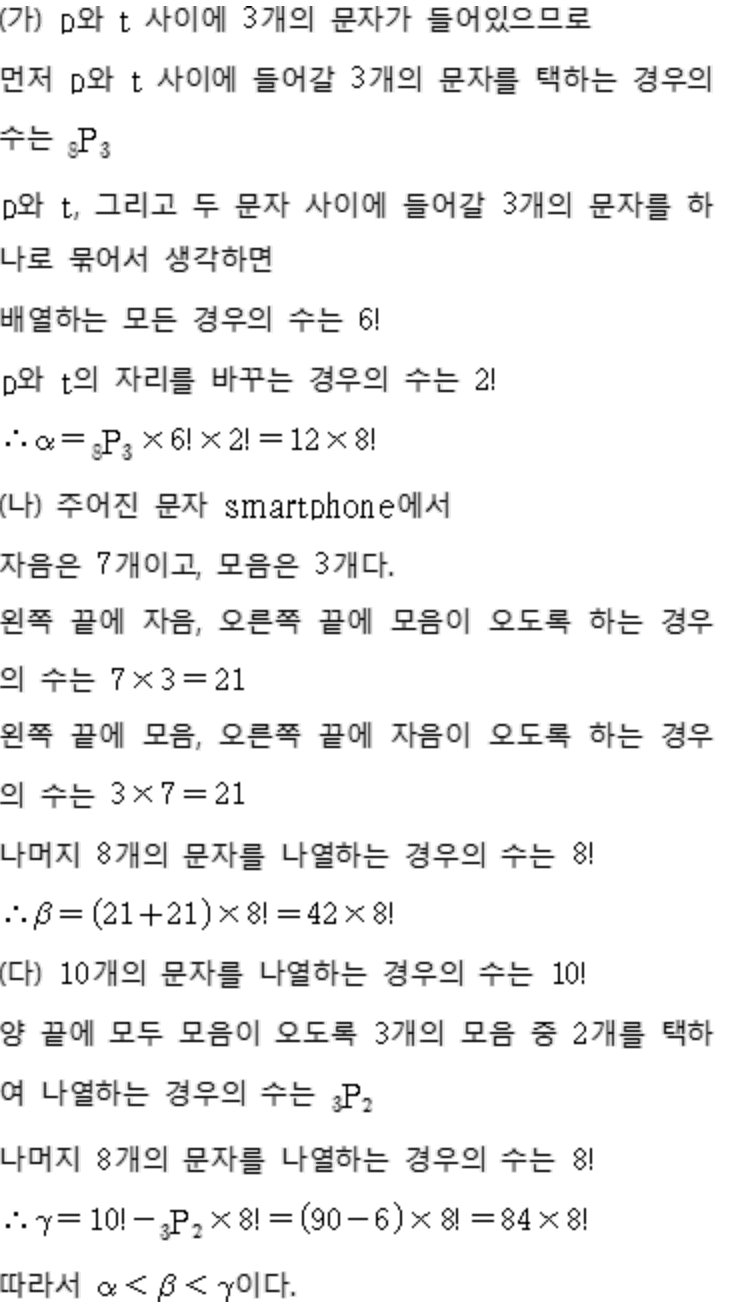 (가) p와 t 사이에 3개의 문자가 들어있으므로
먼저 p와 t 사이에 들어갈 3개의 문자를 택하는 경우의
수는 ₈P₃
p와 t, 그리고 두 문자 사이에 들어갈 3개의 문자를 하
나로 묶어서 생각하면
배열하는 모든 경우의 수는 6!
p와 t의 자리를 바꾸는 경우의 수는 2!
∴ α = ₈P₃ × 6! × 2! = 12 × 8!
(나) 주어진 문자 smartphone에서
자음은 7개이고, 모음은 3개다.
왼쪽 끝에 자음, 오른쪽 끝에 모음이 오도록 하는 경우
의 수는 7 × 3 = 21
왼쪽 끝에 모음, 오른쪽 끝에 자음이 오도록 하는 경우
의 수는 3 × 7 = 21
나머지 8개의 문자를 나열하는 경우의 수는 8!
∴ β = (21 + 21) × 8! = 42 × 8!
(다) 10개의 문자를 나열하는 경우의 수는 10!
양 끝에 모두 모음이 오도록 3개의 모음 중 2개를 택하
여 나열하는 경우의 수는 ₃P₂
나머지 8개의 문자를 나열하는 경우의 수는 8!
∴ γ = 10! − ₃P₂ × 8! = (90 − 6) × 8! = 84 × 8!
따라서 α < β < γ이다.